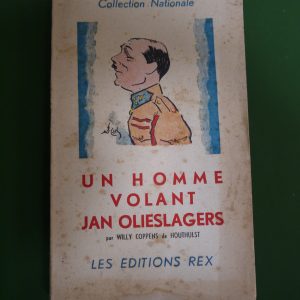 Collection Nationale
UN HOMME
VOLANT
JAN OLIESLAGERS
par WILLY COPPENS de HOUTHULST
LES EDITIONS REX